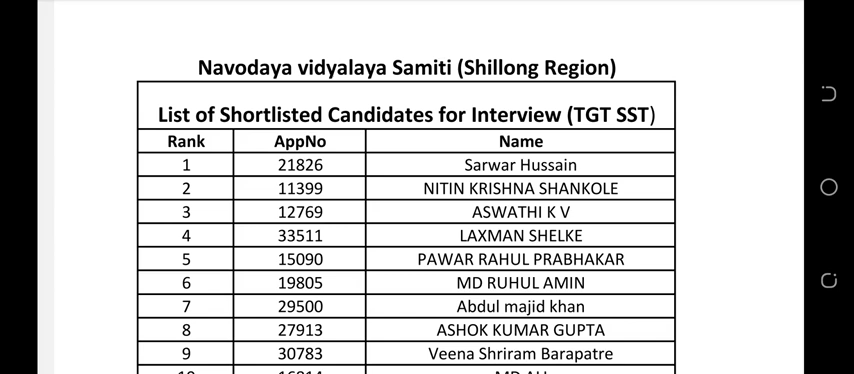 Navodaya vidyalaya Samiti (Shillong Region)
List of Shortlisted Candidates for Interview (TGT SST)
Rank AppNo Name
1 21826 Sarwar Hussain
2 11399 NITIN KRISHNA SHANKOLE
3 12769 ASWATHI K V
4 33511 LAXMAN SHELKE
5 15090 PAWAR RAHUL PRABHAKAR
6 19805 MD RUHUL AMIN
7 29500 Abdul majid khan
8 27913 ASHOK KUMAR GUPTA
9 30783 Veena Shriram Barapatre